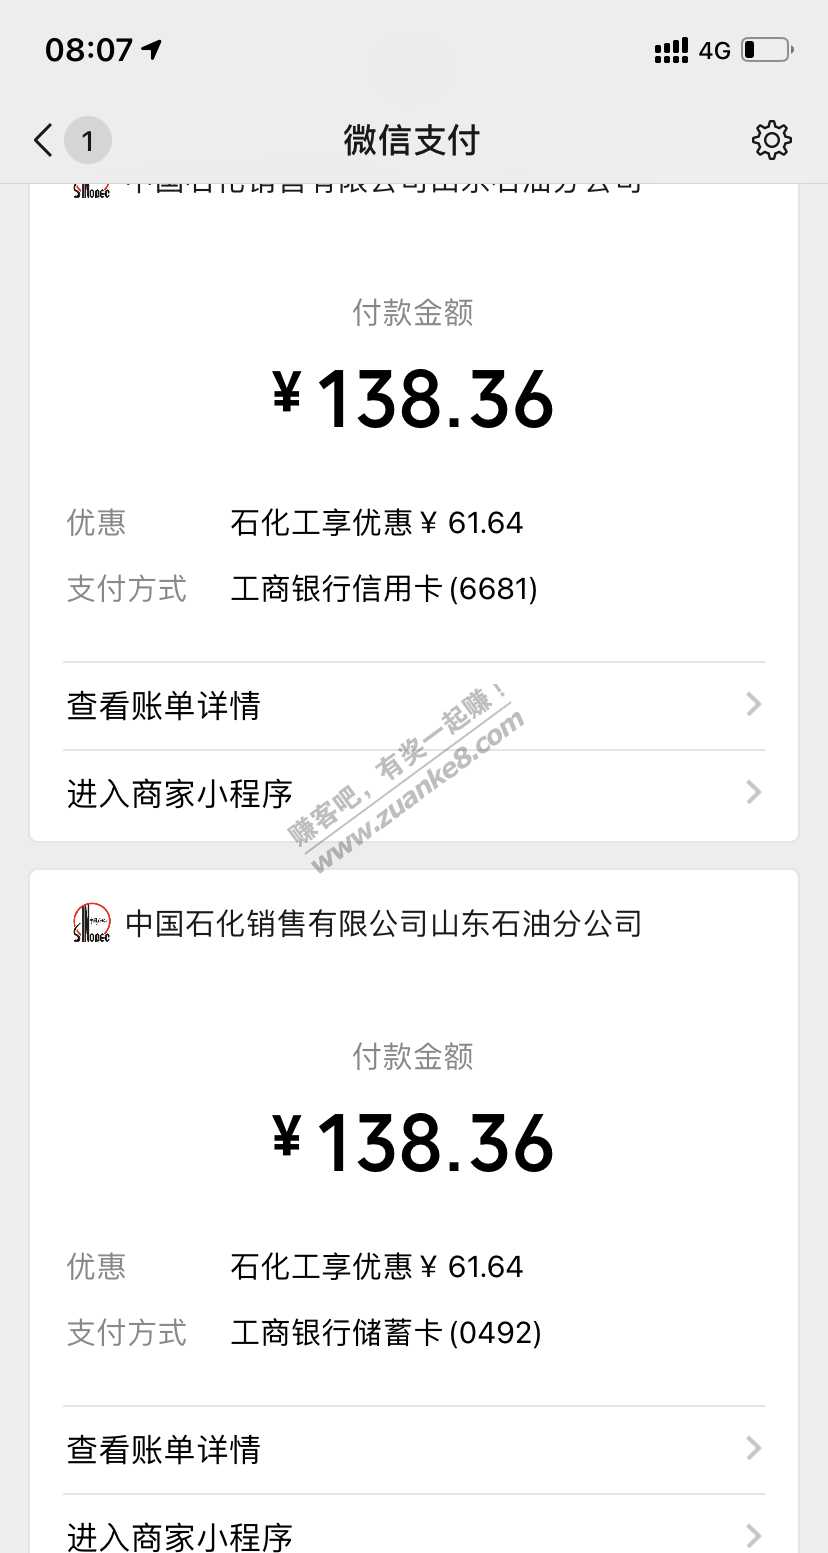 08:07
4G
1
微信支付
中国石化销售有限公司山东石油分公司
付款金额
¥138.36
优惠 石化工享优惠¥ 61.64
支付方式 工商银行信用卡(6681)
查看账单详情
进入商家小程序
赚客吧，有奖一起赚！
www.zuanke8.com
中国石化销售有限公司山东石油分公司
付款金额
¥138.36
优惠 石化工享优惠¥ 61.64
支付方式 工商银行储蓄卡(0492)
查看账单详情
进入商家小程序